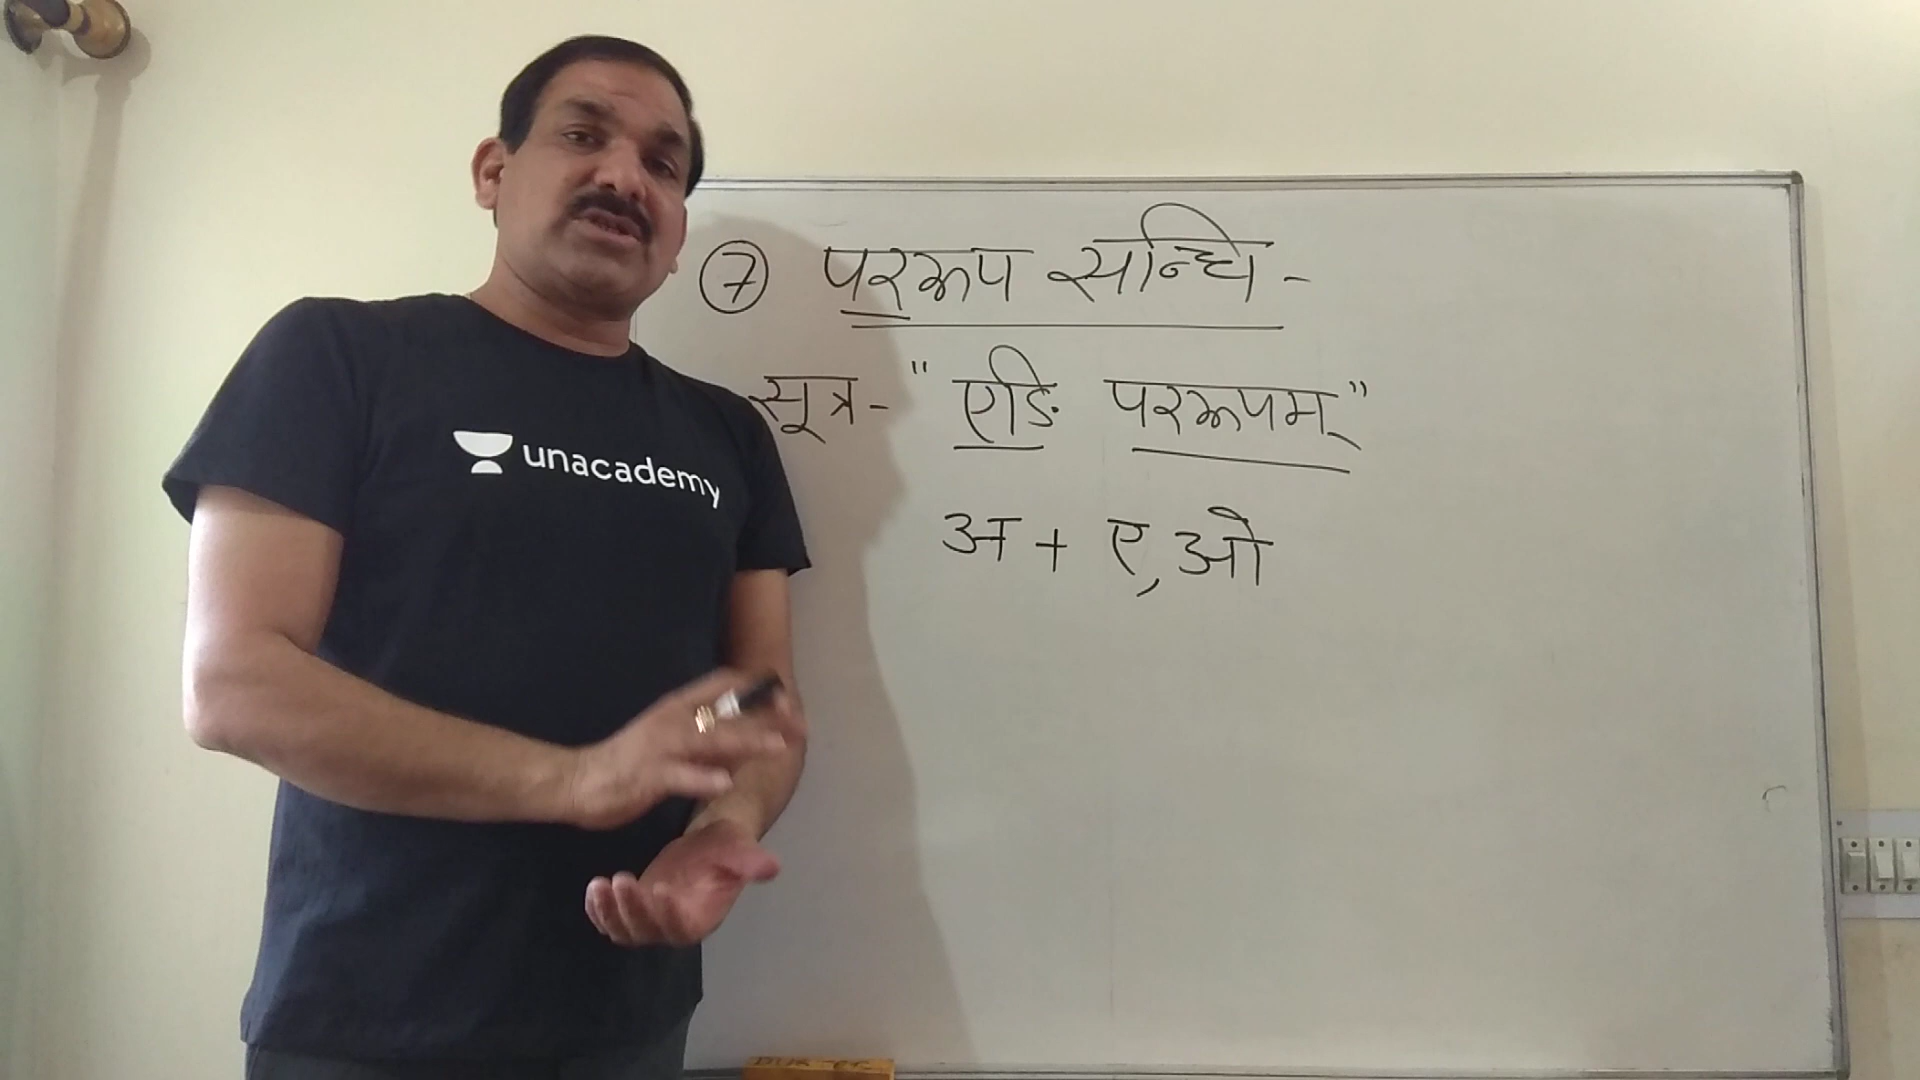 ⑦ पररूप सन्धि -
सूत्र- " एङि पररूपम् "
अ + ए, ओ
unacademy